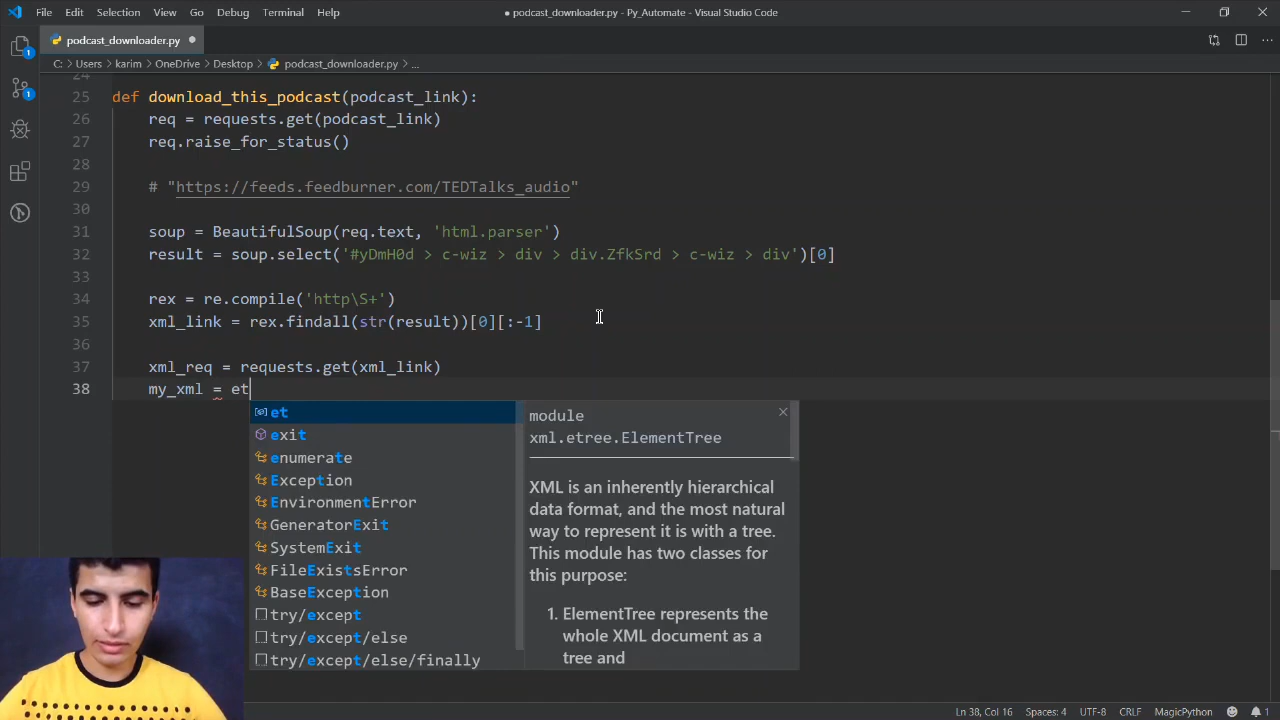 File Edit Selection View Go Debug Terminal Help
● podcast_downloader.py - Py_Automate - Visual Studio Code
podcast_downloader.py ●
C: > Users > karim > OneDrive > Desktop > podcast_downloader.py > ...
24
25 def download_this_podcast(podcast_link):
26 req = requests.get(podcast_link)
27 req.raise_for_status()
28
29 # "https://feeds.feedburner.com/TEDTalks_audio"
30
31 soup = BeautifulSoup(req.text, 'html.parser')
32 result = soup.select('#yDmH0d > c-wiz > div > div.ZfkSrd > c-wiz > div')[0]
33
34 rex = re.compile('http\S+')
35 xml_link = rex.findall(str(result))[0][:-1]
36
37 xml_req = requests.get(xml_link)
38 my_xml = et
et
exit
enumerate
Exception
EnvironmentError
GeneratorExit
SystemExit
FileExistsError
BaseException
try/except
try/except/else
try/except/else/finally
module
xml.etree.ElementTree
XML is an inherently hierarchical
data format, and the most natural
way to represent it is with a tree.
This module has two classes for
this purpose:
1. ElementTree represents the
whole XML document as a
tree and
1
1
Ln 38, Col 16 Spaces: 4 UTF-8 CRLF MagicPython 1